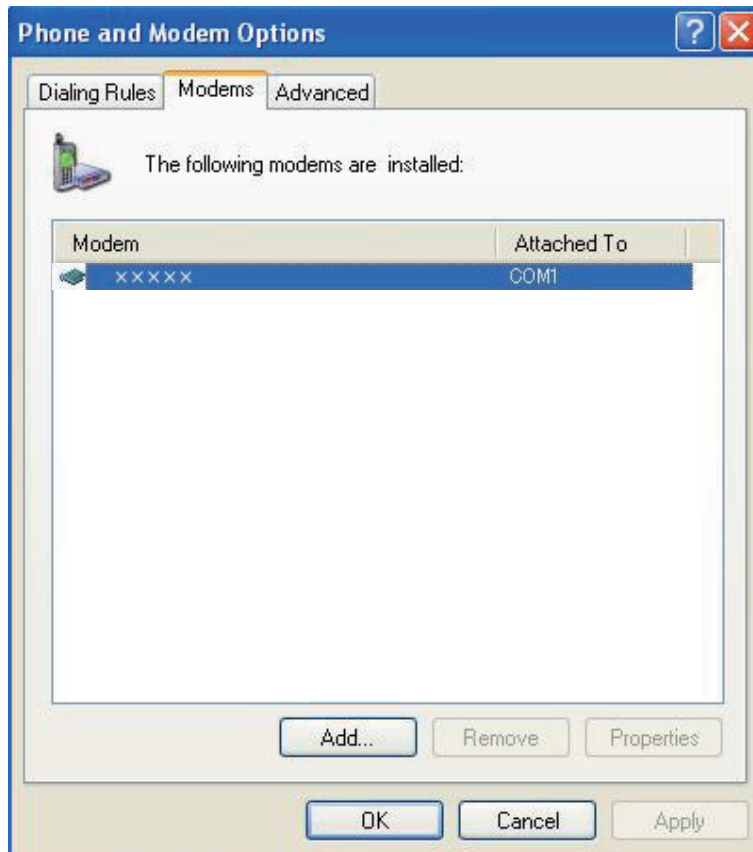 Phone and Modem Options
Dialing Rules Modems Advanced
The following modems are installed:
Modem Attached To
××××× COM1
Add... Remove Properties
OK Cancel Apply